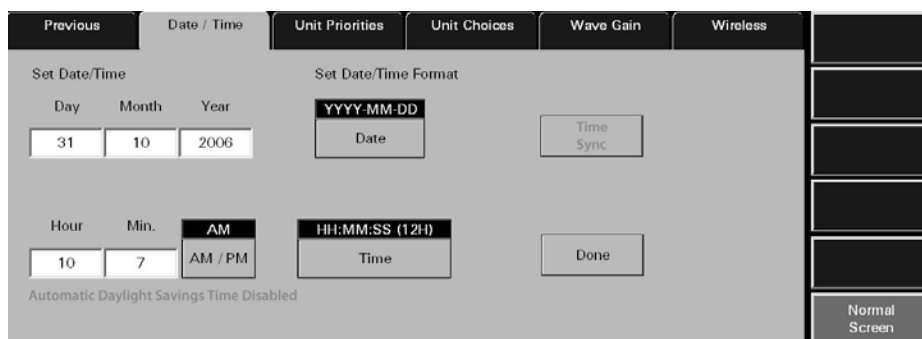 Previous
Date / Time
Unit Priorities
Unit Choices
Wave Gain
Wireless
Set Date/Time
Set Date/Time Format
Day
Month
Year
YYYY-MM-DD
Date
Time
Sync
31
10
2006
Hour
Min.
AM
AM / PM
HH:MM:SS (12H)
Time
Done
10
7
Automatic Daylight Savings Time Disabled
Normal
Screen